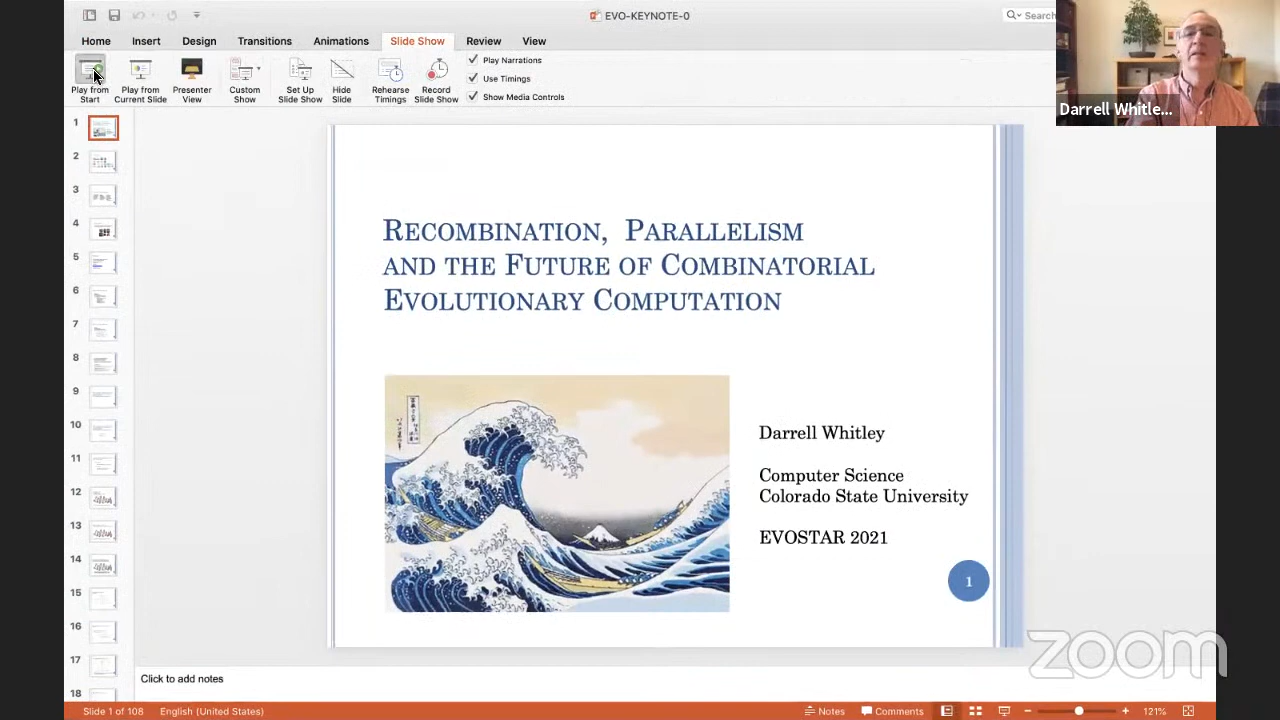 EVO-KEYNOTE-0
Search
Home Insert Design Transitions Animations Slide Show Review View
Play from Start
Play from Current Slide
Presenter View
Custom Show
Set Up Slide Show
Hide Slide
Rehearse Timings
Record Slide Show
Play Narrations
Use Timings
Show Media Controls
Darrell Whitle...
1
2
3
4
5
6
7
8
9
10
11
12
13
14
15
16
17
18
RECOMBINATION, PARALLELISM
AND THE FUTURE OF COMBINATORIAL
EVOLUTIONARY COMPUTATION
Darrell Whitley
Computer Science
Colorado State University
EVOSTAR 2021
1
zoom
Click to add notes
Slide 1 of 108 English (United States) Notes Comments 121%